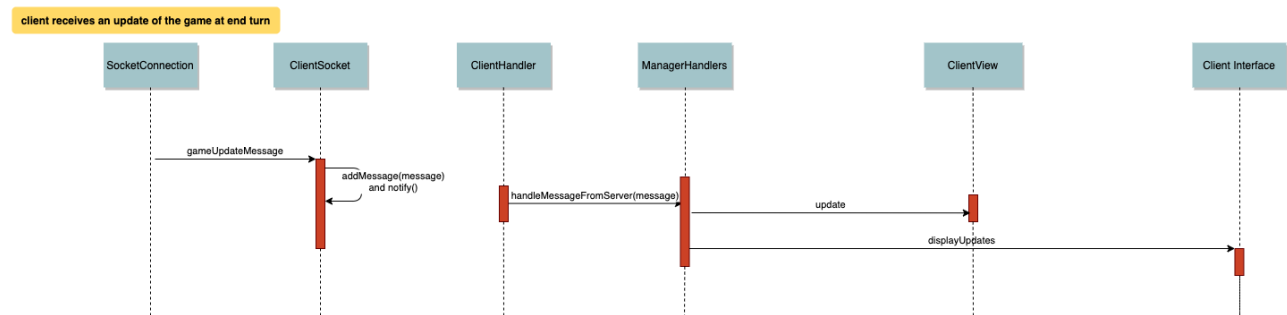 client receives an update of the game at end turn
SocketConnection
ClientSocket
ClientHandler
ManagerHandlers
ClientView
Client Interface
gameUpdateMessage
addMessage(message)
and notify()
handleMessageFromServer(message)
update
displayUpdates